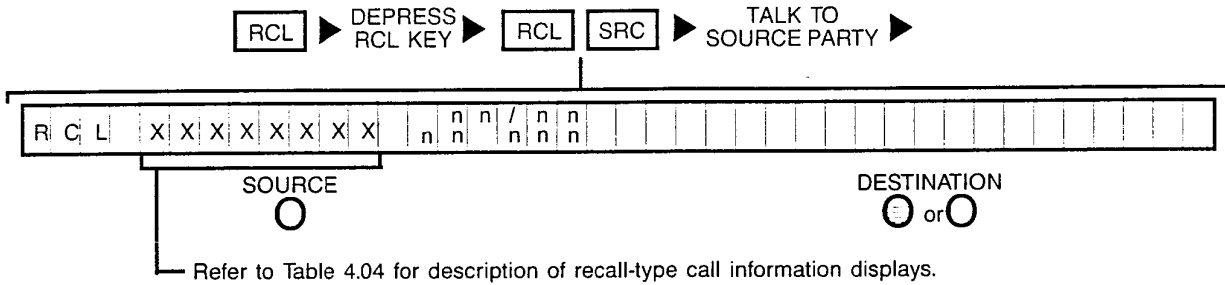 RCL ▶ DEPRESS RCL KEY ▶ RCL SRC ▶ TALK TO SOURCE PARTY ▶
R C L X X X X X X X X n n / n n
n n n n n
SOURCE
DESTINATION
or
Refer to Table 4.04 for description of recall-type call information displays.